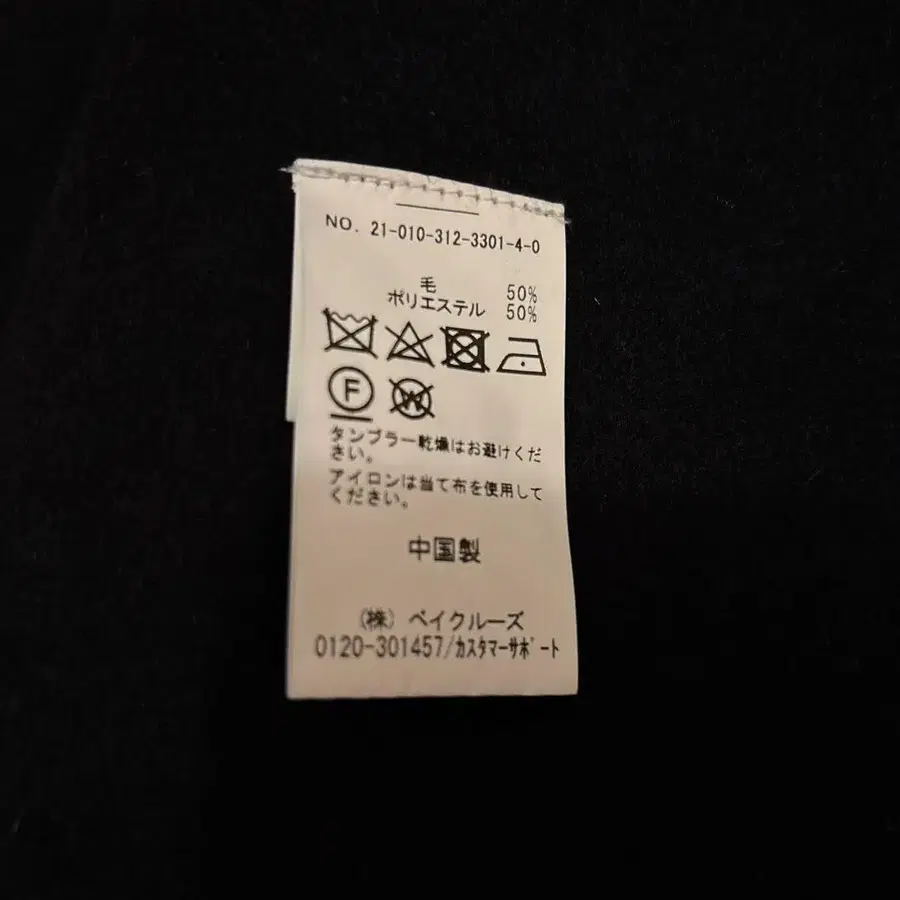 NO. 21-010-312-3301-4-0
毛 50%
ポリエステル 50%
F W
タンブラー乾燥はお避けくだ
さい。
アイロンは当て布を使用して
ください。
中国製
(株) ベイクルーズ
0120-301457/カスタマーサポート